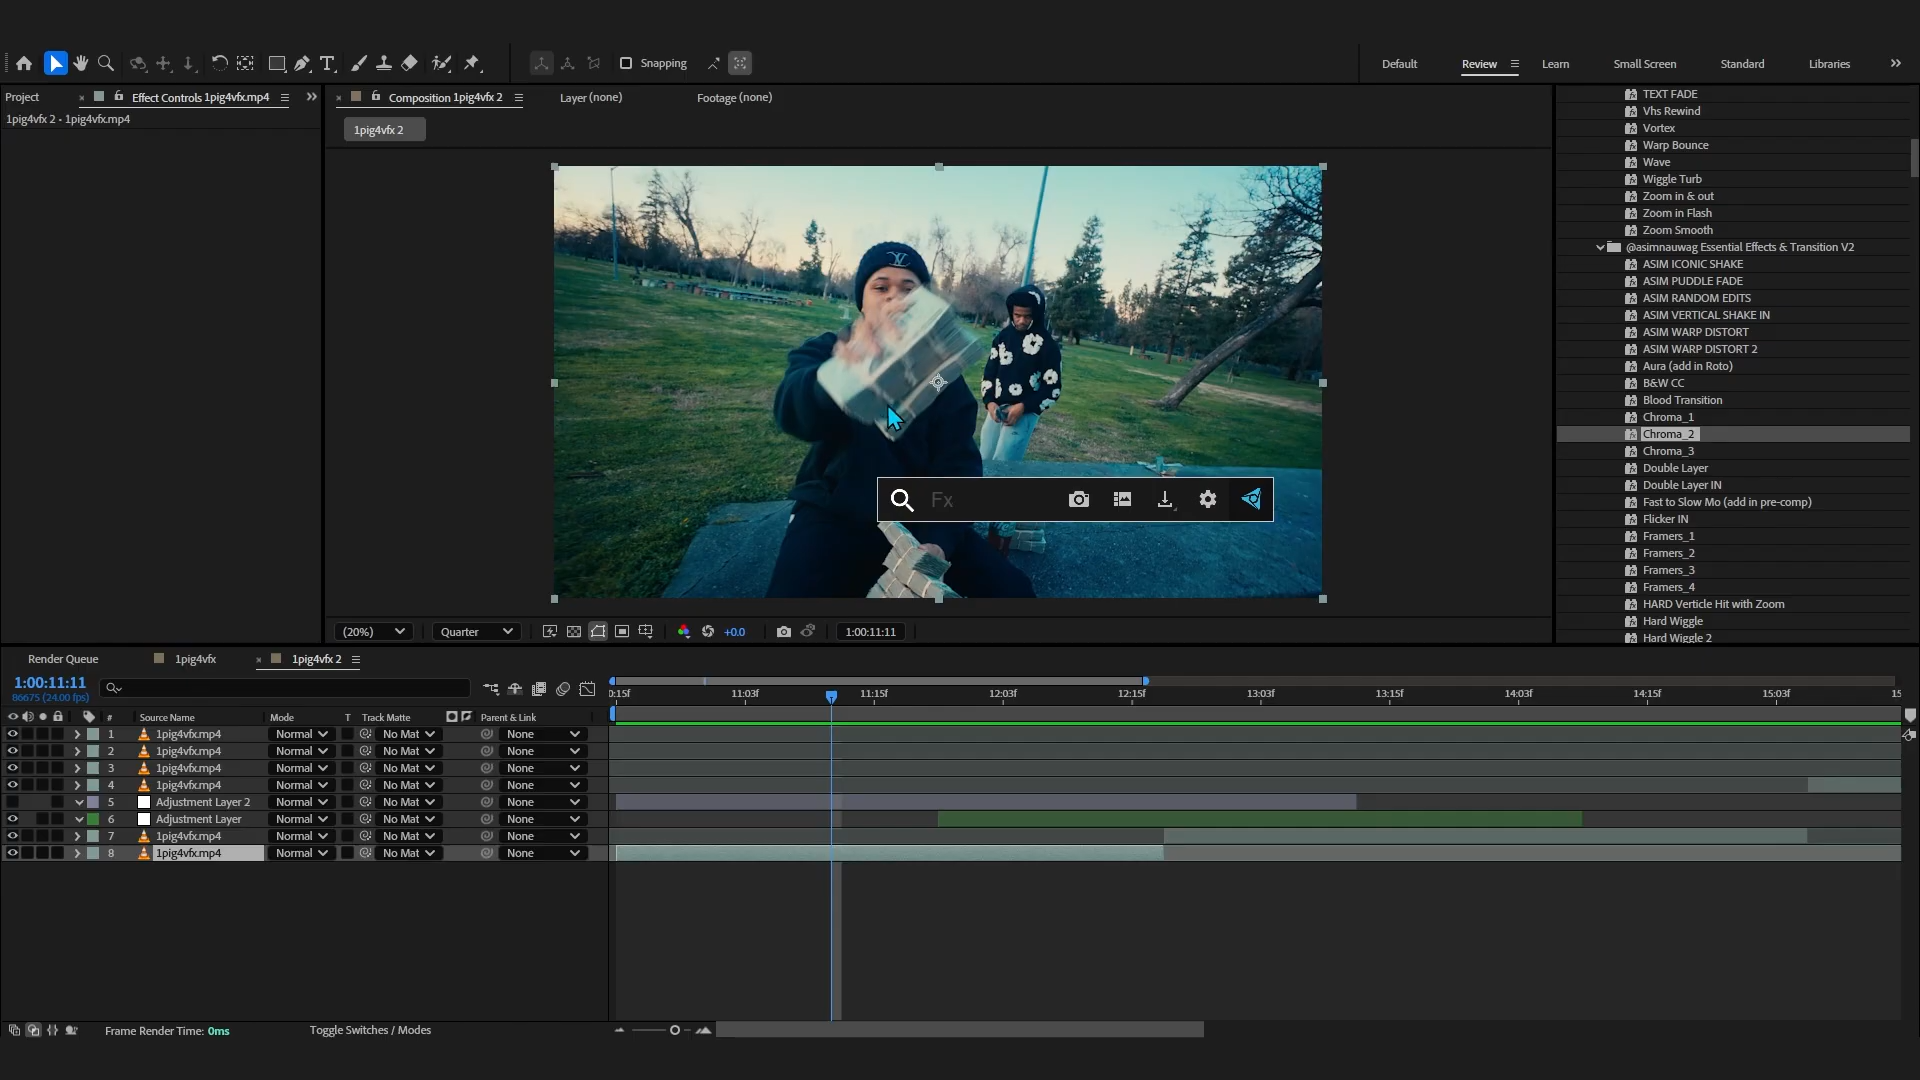 Snapping
Default
Review
Learn
Small Screen
Standard
Libraries
Project
Effect Controls 1pig4vfx.mp4
1pig4vfx 2 • 1pig4vfx.mp4
Composition 1pig4vfx 2
Layer (none)
Footage (none)
1pig4vfx 2
LV
Fx
TEXT FADE
Vhs Rewind
Vortex
Warp Bounce
Wave
Wiggle Turb
Zoom in & out
Zoom in Flash
Zoom Smooth
@asimnauwag Essential Effects & Transition V2
ASIM ICONIC SHAKE
ASIM PUDDLE FADE
ASIM RANDOM EDITS
ASIM VERTICAL SHAKE IN
ASIM WARP DISTORT
ASIM WARP DISTORT 2
Aura (add in Roto)
B&W CC
Blood Transition
Chroma_1
Chroma_2
Chroma_3
Double Layer
Double Layer IN
Fast to Slow Mo (add in pre-comp)
Flicker IN
Framers_1
Framers_2
Framers_3
Framers_4
HARD Verticle Hit with Zoom
Hard Wiggle
Hard Wiggle 2
(20%)
Quarter
+0.0
1:00:11:11
Render Queue
1pig4vfx
1pig4vfx 2
1:00:11:11
86675 (24.00 fps)
0:15f
11:03f
11:15f
12:03f
12:15f
13:03f
13:15f
14:03f
14:15f
15:03f
15
# Source Name Mode T Track Matte Parent & Link
1 1pig4vfx.mp4 Normal No Mat None
2 1pig4vfx.mp4 Normal No Mat None
3 1pig4vfx.mp4 Normal No Mat None
4 1pig4vfx.mp4 Normal No Mat None
5 Adjustment Layer 2 Normal No Mat None
6 Adjustment Layer Normal No Mat None
7 1pig4vfx.mp4 Normal No Mat None
8 1pig4vfx.mp4 Normal No Mat None
Frame Render Time: 0ms
Toggle Switches / Modes